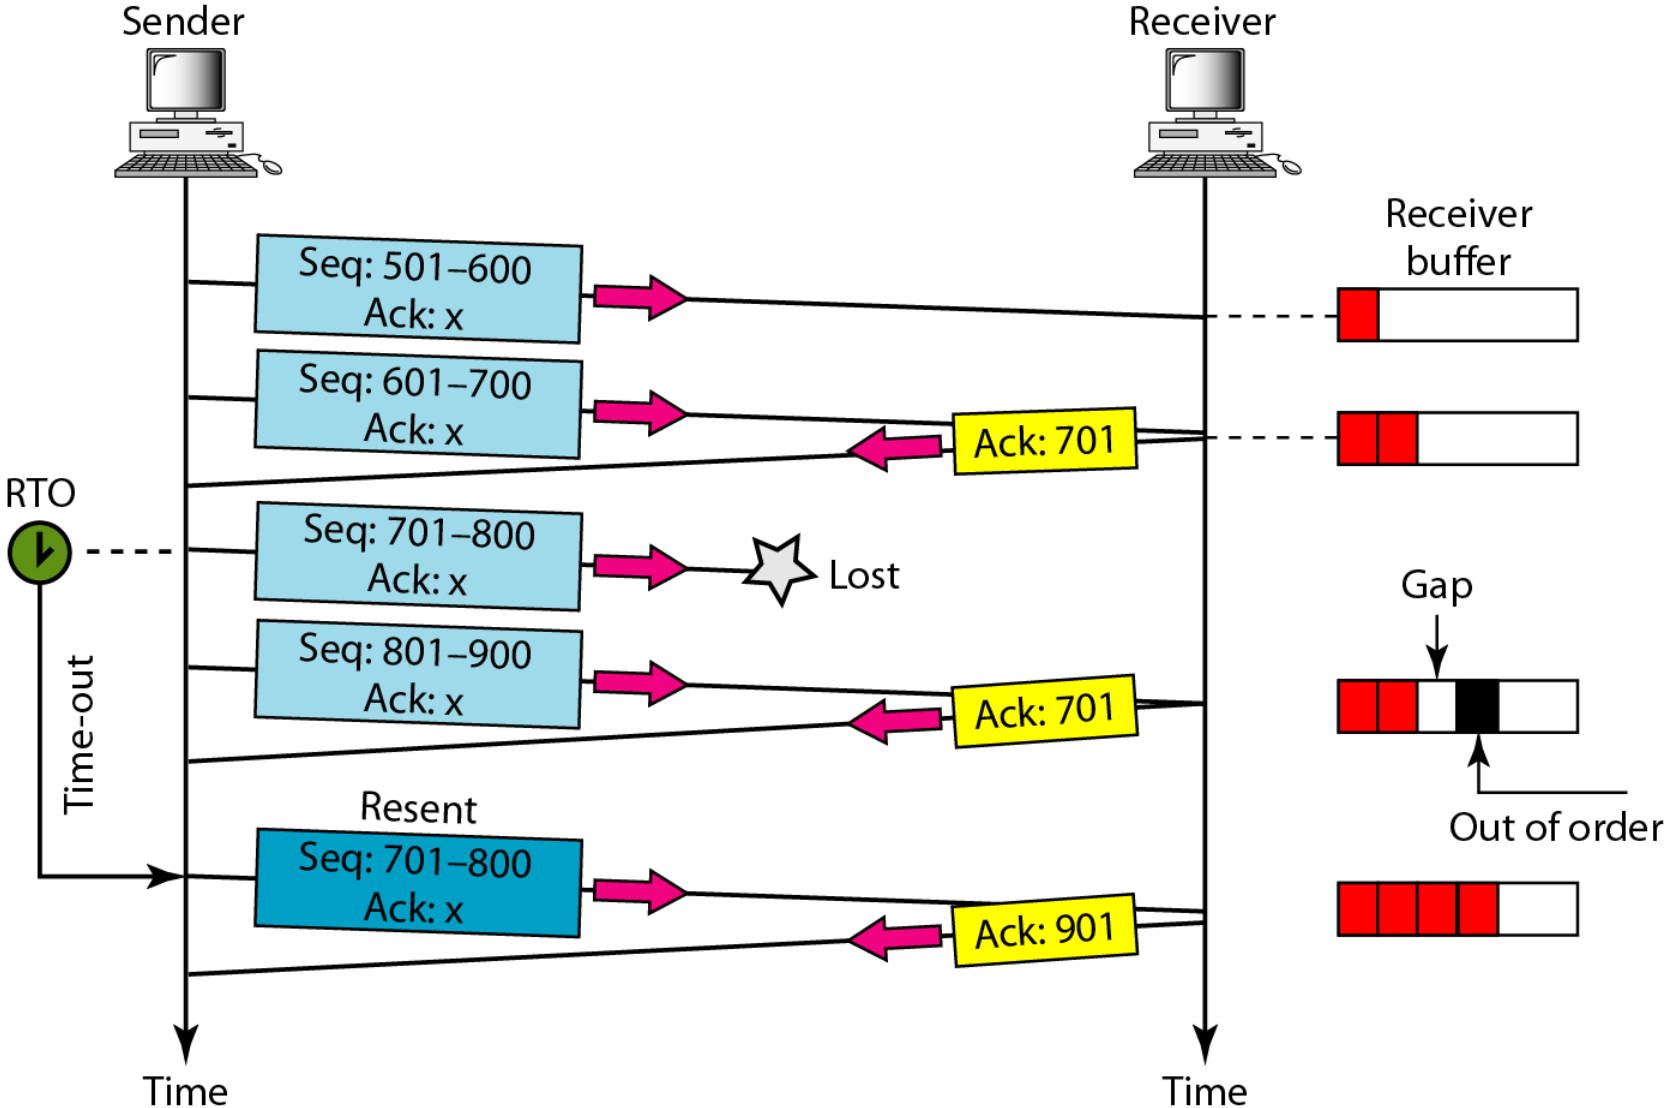 Sender
Receiver
Receiver
buffer
Seq: 501–600
Ack: x
Seq: 601–700
Ack: x
Ack: 701
RTO
Seq: 701–800
Ack: x
Lost
Gap
Time-out
Seq: 801–900
Ack: x
Ack: 701
Out of order
Resent
Seq: 701–800
Ack: x
Ack: 901
Time
Time